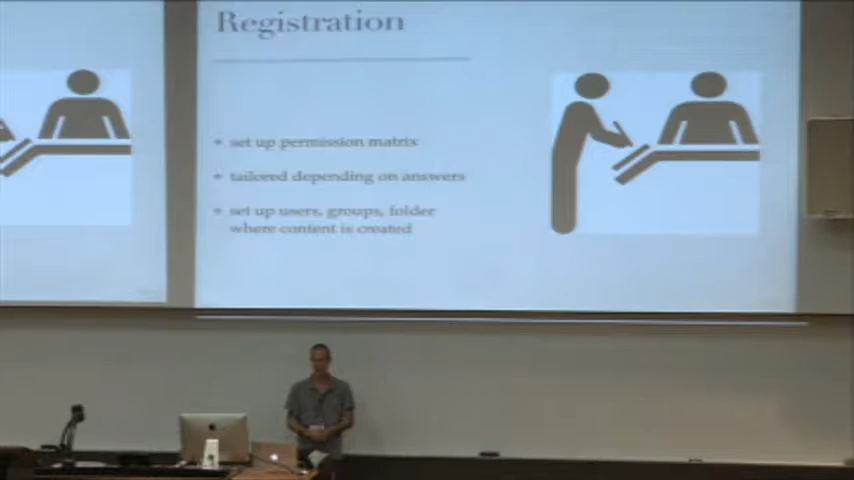 Registration
set up permission matrix
tailored depending on answers
set up users, groups, folder
where content is created